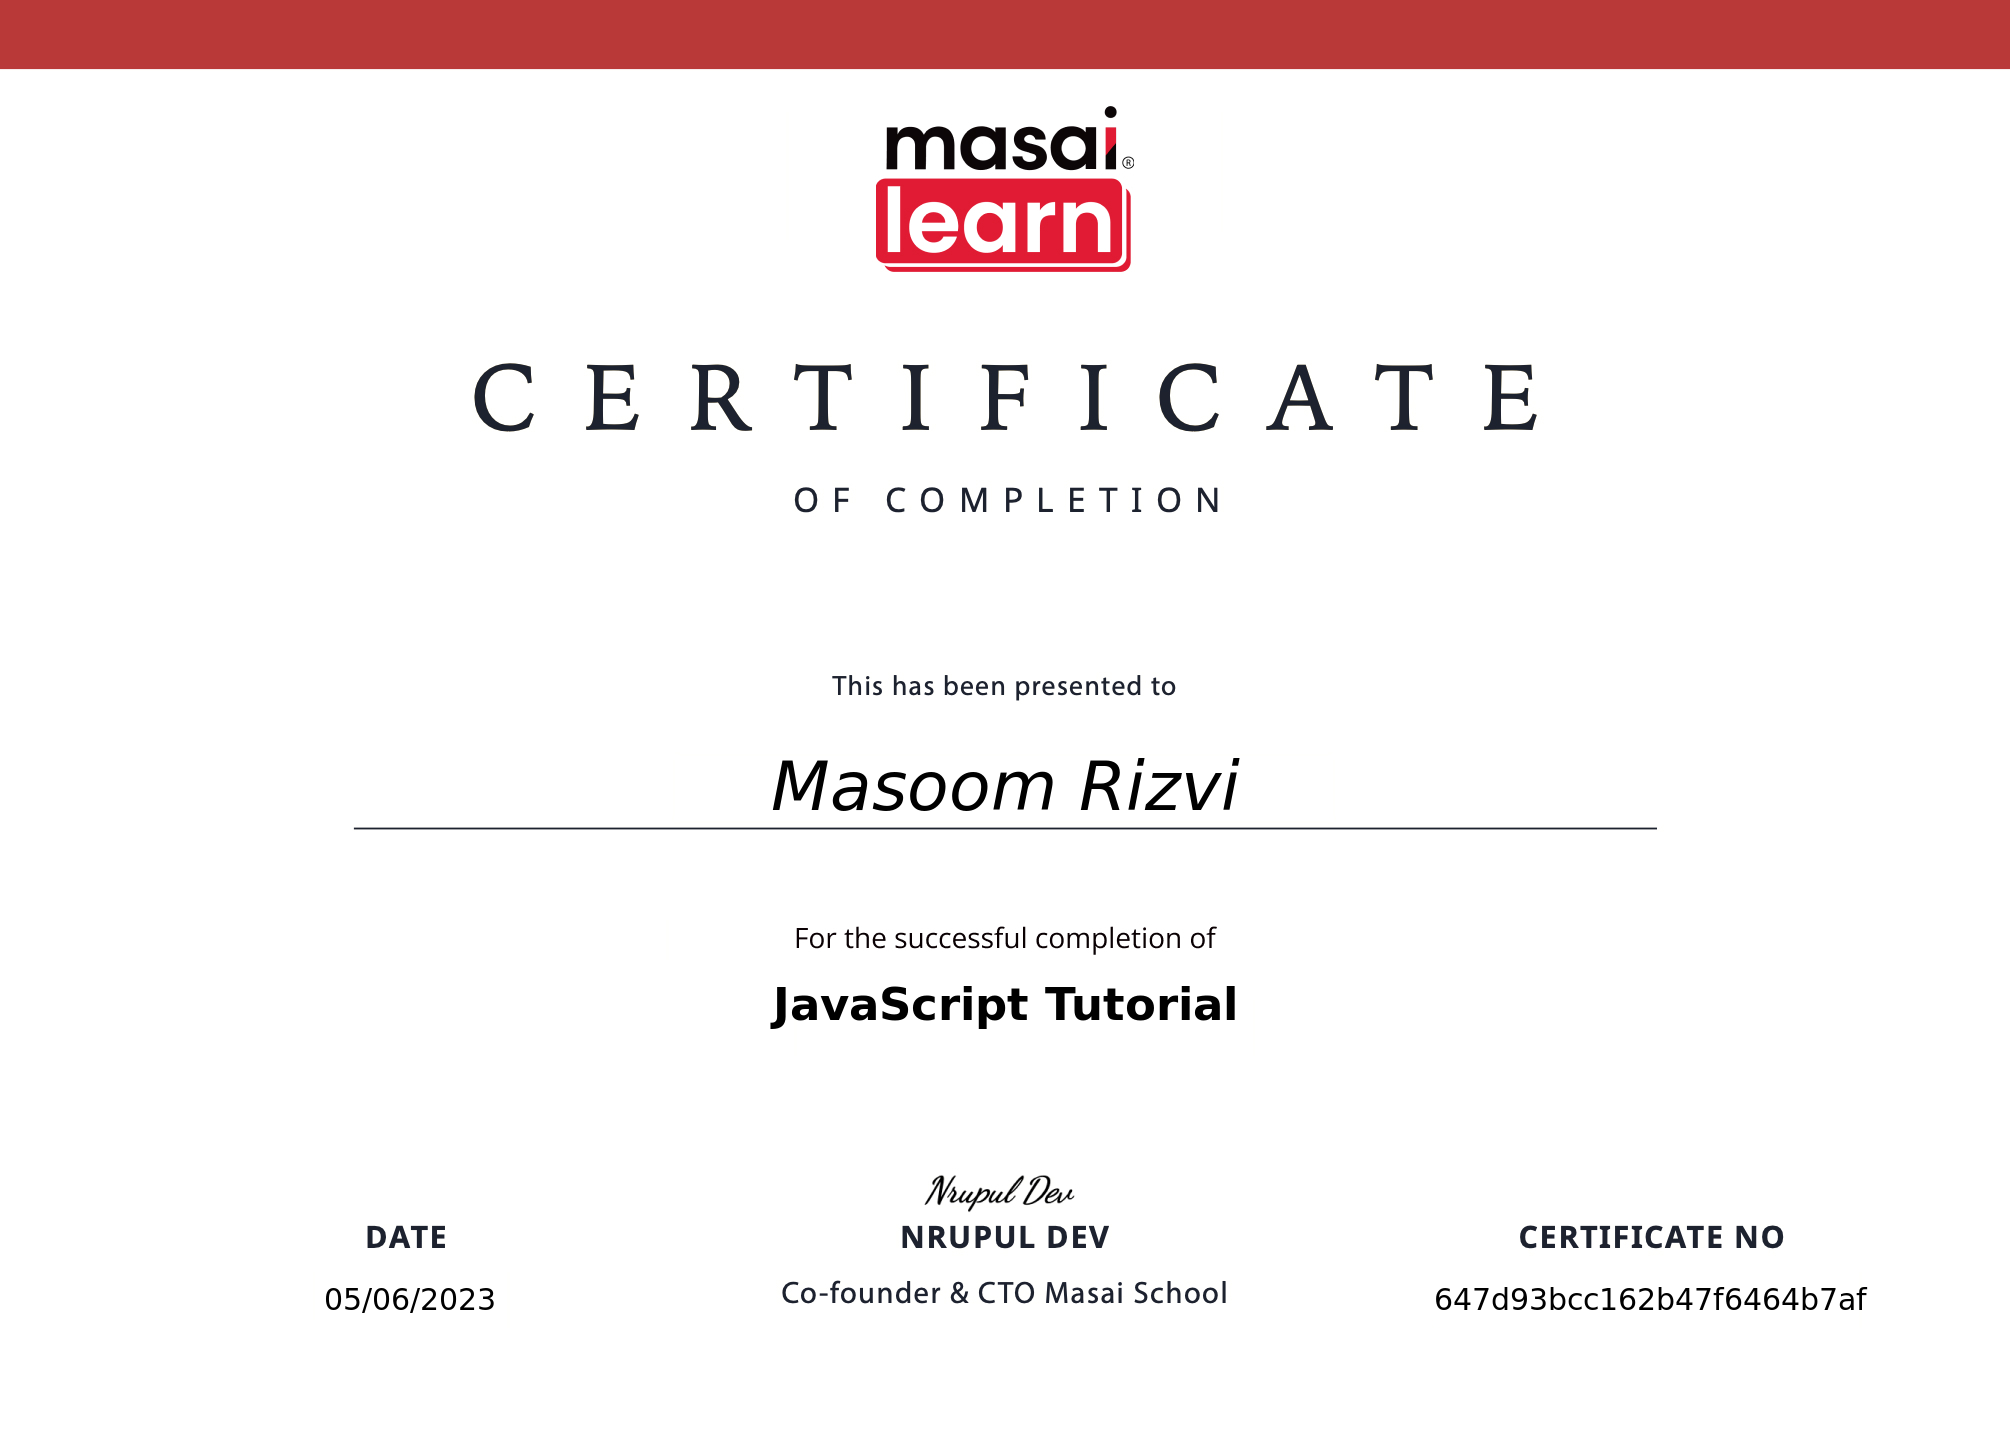 masai®
learn
CERTIFICATE
OF COMPLETION
This has been presented to
Masoom Rizvi
For the successful completion of
JavaScript Tutorial
Nrupul Dev
DATE
NRUPUL DEV
CERTIFICATE NO
05/06/2023
Co-founder & CTO Masai School
647d93bcc162b47f6464b7af